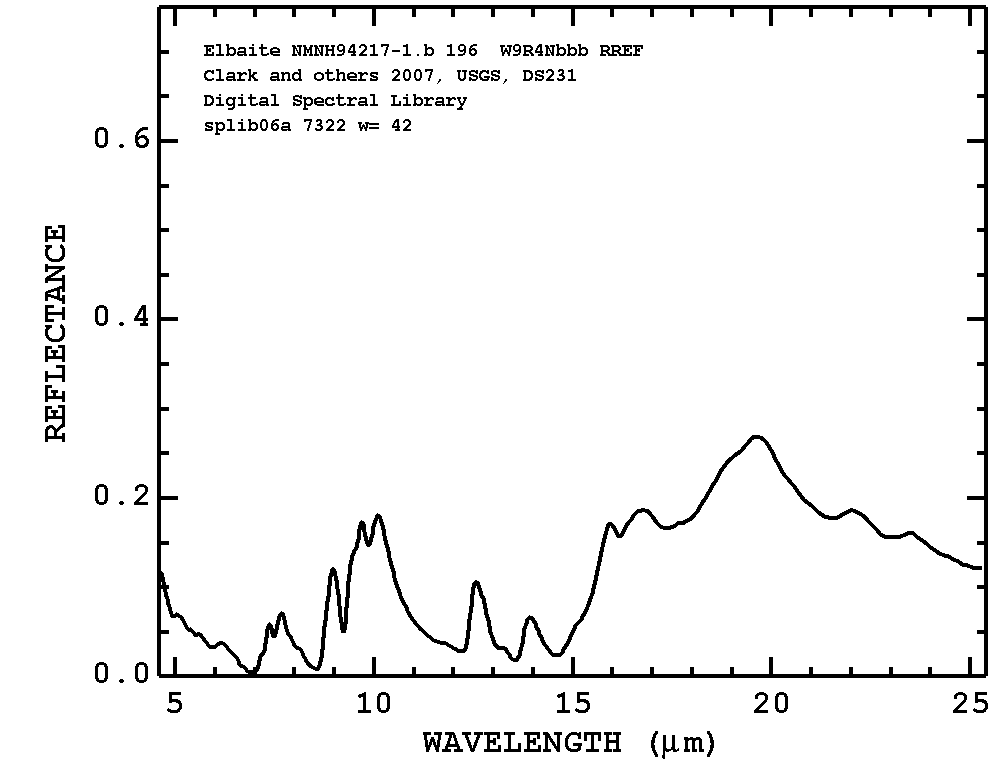 Elbaite NMNH94217-1.b 196 W9R4Nbbb RREF
Clark and others 2007, USGS, DS231
Digital Spectral Library
splib06a 7322 w= 42
0.6
0.4
0.2
0.0
REFLECTANCE
5 10 15 20 25
WAVELENGTH (μm)